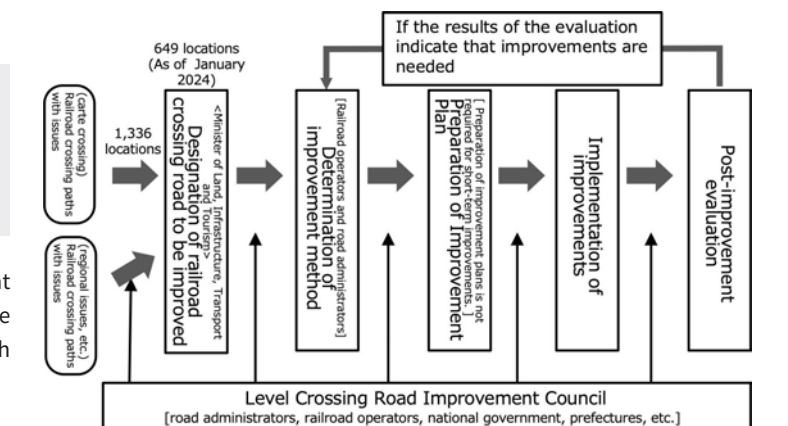 If the results of the evaluation
indicate that improvements are
needed
649 locations
(As of January
2024)
(carte crossing)
Railroad crossing paths
with issues
1,336
locations
(regional issues, etc.)
Railroad crossing paths
with issues
<Minister of Land, Infrastructure, Transport
and Tourism>
Designation of railroad
crossing road to be improved
[Railroad operators and road administrators]
Determination of
improvement method
[ Preparation of improvement plans is not
required for short-term improvements. ]
Preparation of Improvement
Plan
Implementation of
improvements
Post-improvement
evaluation
Level Crossing Road Improvement Council
[road administrators, railroad operators, national government, prefectures, etc.]